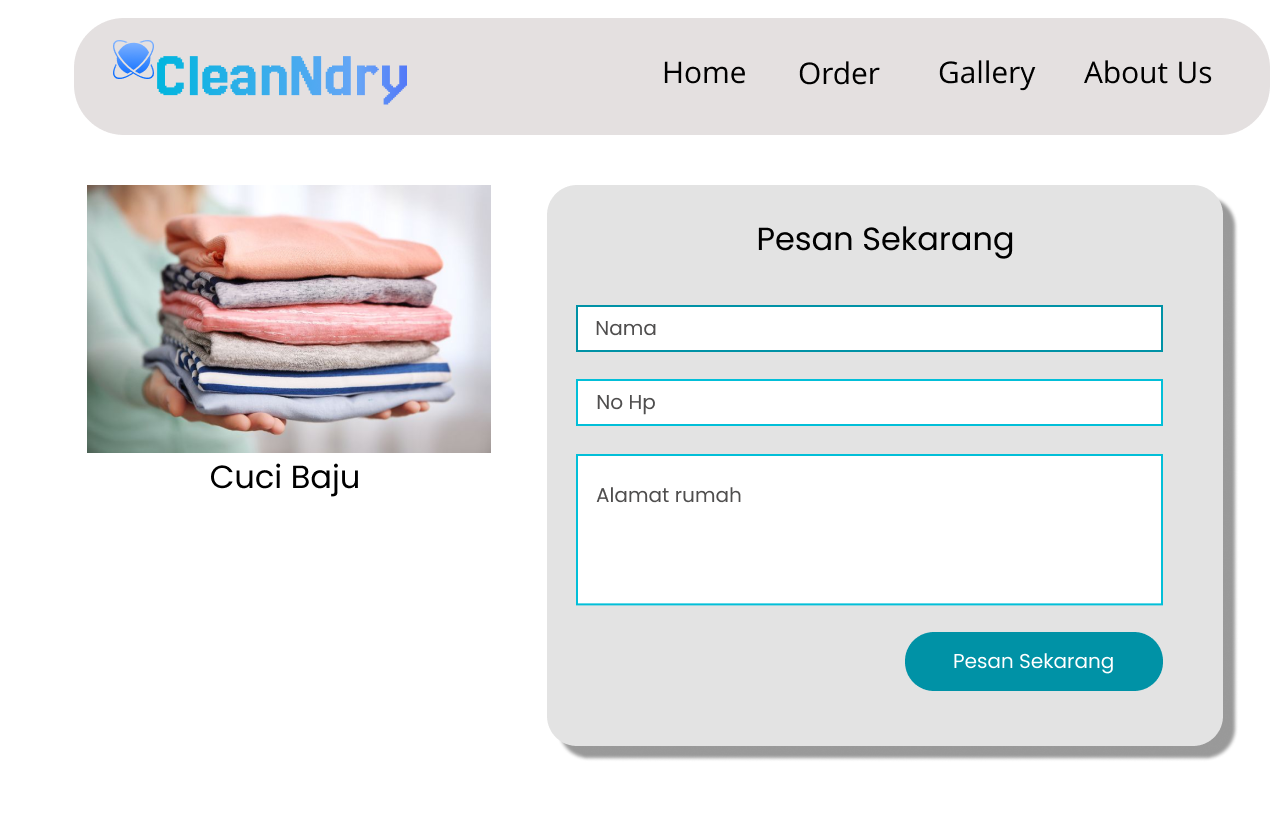 CleanNdry
Home Order Gallery About Us
Pesan Sekarang
Nama
No Hp
Alamat rumah
Pesan Sekarang
Cuci Baju